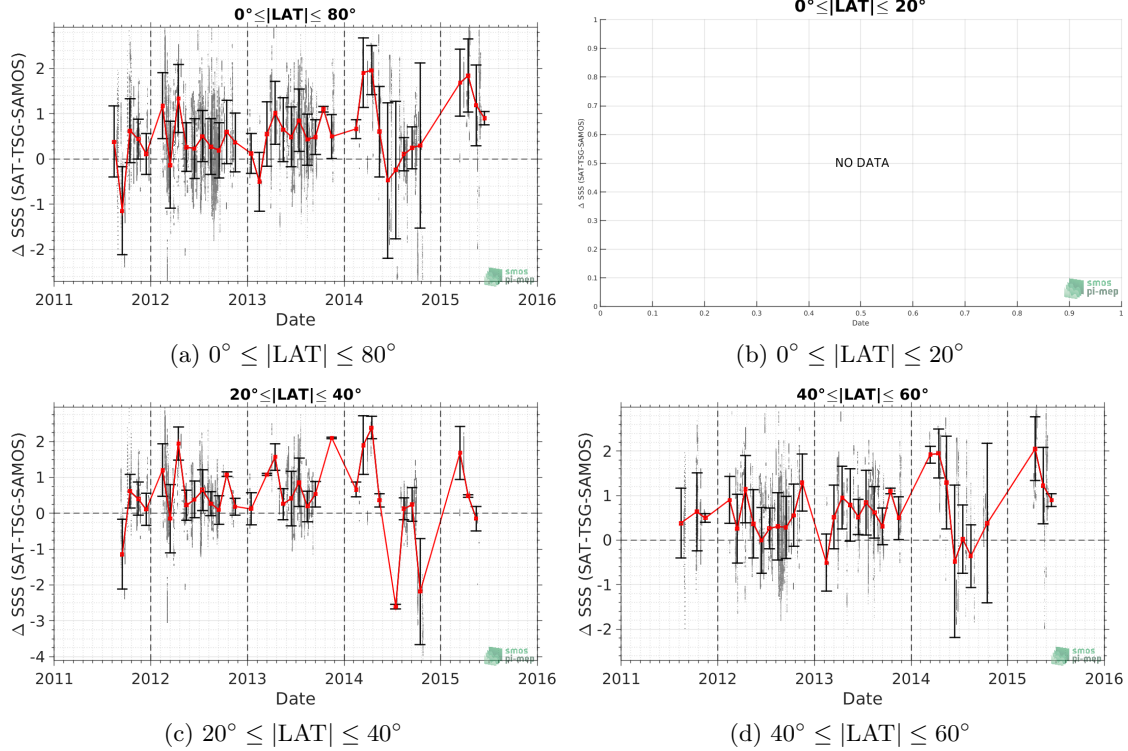 0°≤|LAT|≤ 80°
Δ SSS (SAT-TSG-SAMOS)
2
1
0
-1
-2
2011 2012 2013 2014 2015 2016
Date
smos
pi-mep
(a) 0° ≤ |LAT| ≤ 80°
0°≤|LAT|≤ 20°
Δ SSS (SAT-TSG-SAMOS)
1
0.9
0.8
0.7
0.6
0.5
0.4
0.3
0.2
0.1
0
NO DATA
0 0.1 0.2 0.3 0.4 0.5 0.6 0.7 0.8 0.9 1
Date
smos
pi-mep
(b) 0° ≤ |LAT| ≤ 20°
20°≤|LAT|≤ 40°
Δ SSS (SAT-TSG-SAMOS)
2
1
0
-1
-2
-3
-4
2011 2012 2013 2014 2015 2016
Date
smos
pi-mep
(c) 20° ≤ |LAT| ≤ 40°
40°≤|LAT|≤ 60°
Δ SSS (SAT-TSG-SAMOS)
2
1
0
-1
-2
2011 2012 2013 2014 2015 2016
Date
smos
pi-mep
(d) 40° ≤ |LAT| ≤ 60°